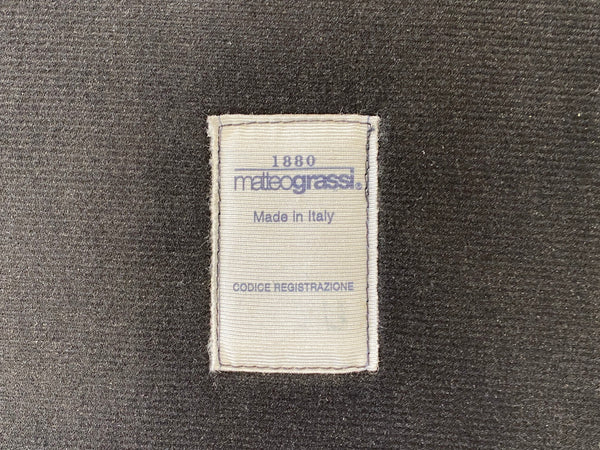 1880
matteograssi®
Made in Italy
CODICE REGISTRAZIONE